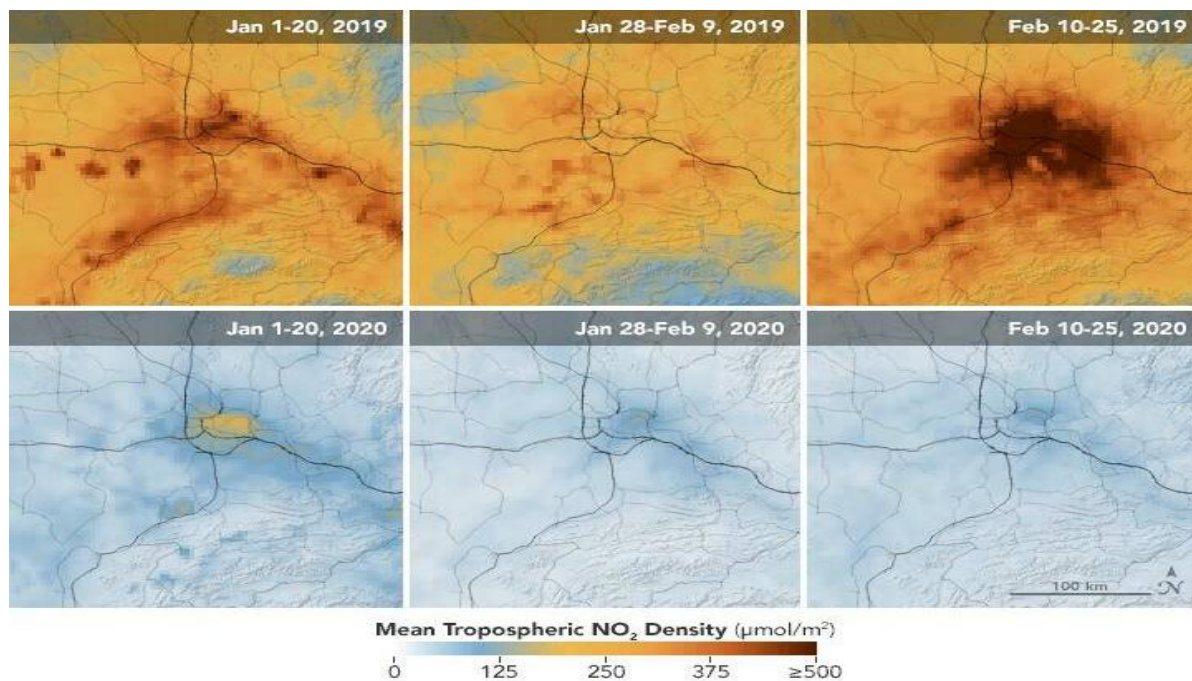 Jan 1-20, 2019
Jan 28-Feb 9, 2019
Feb 10-25, 2019
Jan 1-20, 2020
Jan 28-Feb 9, 2020
Feb 10-25, 2020
100 km
N
Mean Tropospheric NO₂ Density (µmol/m²)
0 125 250 375 ≥500